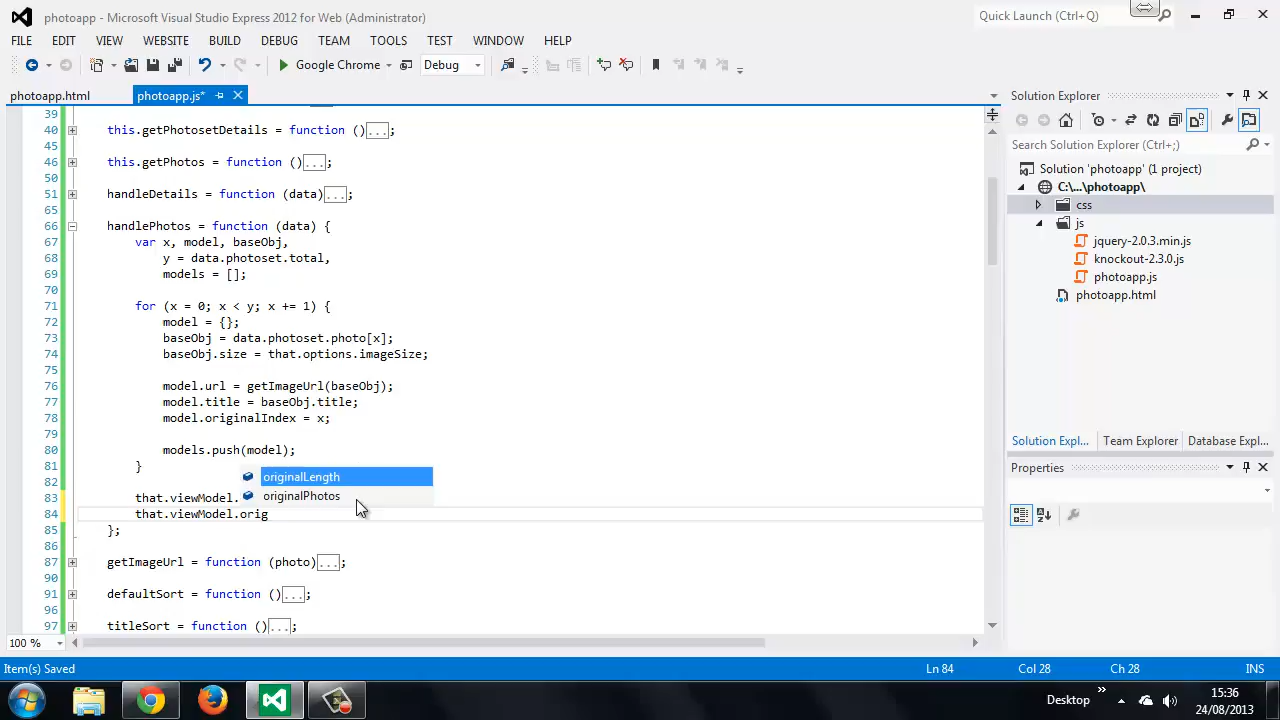 photoapp - Microsoft Visual Studio Express 2012 for Web (Administrator)
Quick Launch (Ctrl+Q)
FILE EDIT VIEW WEBSITE BUILD DEBUG TEAM TOOLS TEST WINDOW HELP
Google Chrome Debug
photoapp.html photoapp.js*
39
40 this.getPhotosetDetails = function ()...;
45
46 this.getPhotos = function ()...;
50
51 handleDetails = function (data)...;
65
66 handlePhotos = function (data) {
67 var x, model, baseObj,
68 y = data.photoset.total,
69 models = [];
70
71 for (x = 0; x < y; x += 1) {
72 model = {};
73 baseObj = data.photoset.photo[x];
74 baseObj.size = that.options.imageSize;
75
76 model.url = getImageUrl(baseObj);
77 model.title = baseObj.title;
78 model.originalIndex = x;
79
80 models.push(model);
81 }
82
originalLength
originalPhotos
83 that.viewModel.
84 that.viewModel.orig
85 };
86
87 getImageUrl = function (photo)...;
90
91 defaultSort = function ()...;
96
97 titleSort = function ()...;
100 %
Solution Explorer
Search Solution Explorer (Ctrl+;)
Solution 'photoapp' (1 project)
C:\...\photoapp\
css
js
jquery-2.0.3.min.js
knockout-2.3.0.js
photoapp.js
photoapp.html
Solution Expl... Team Explorer Database Expl...
Properties
Item(s) Saved Ln 84 Col 28 Ch 28 INS
Desktop
15:36
24/08/2013